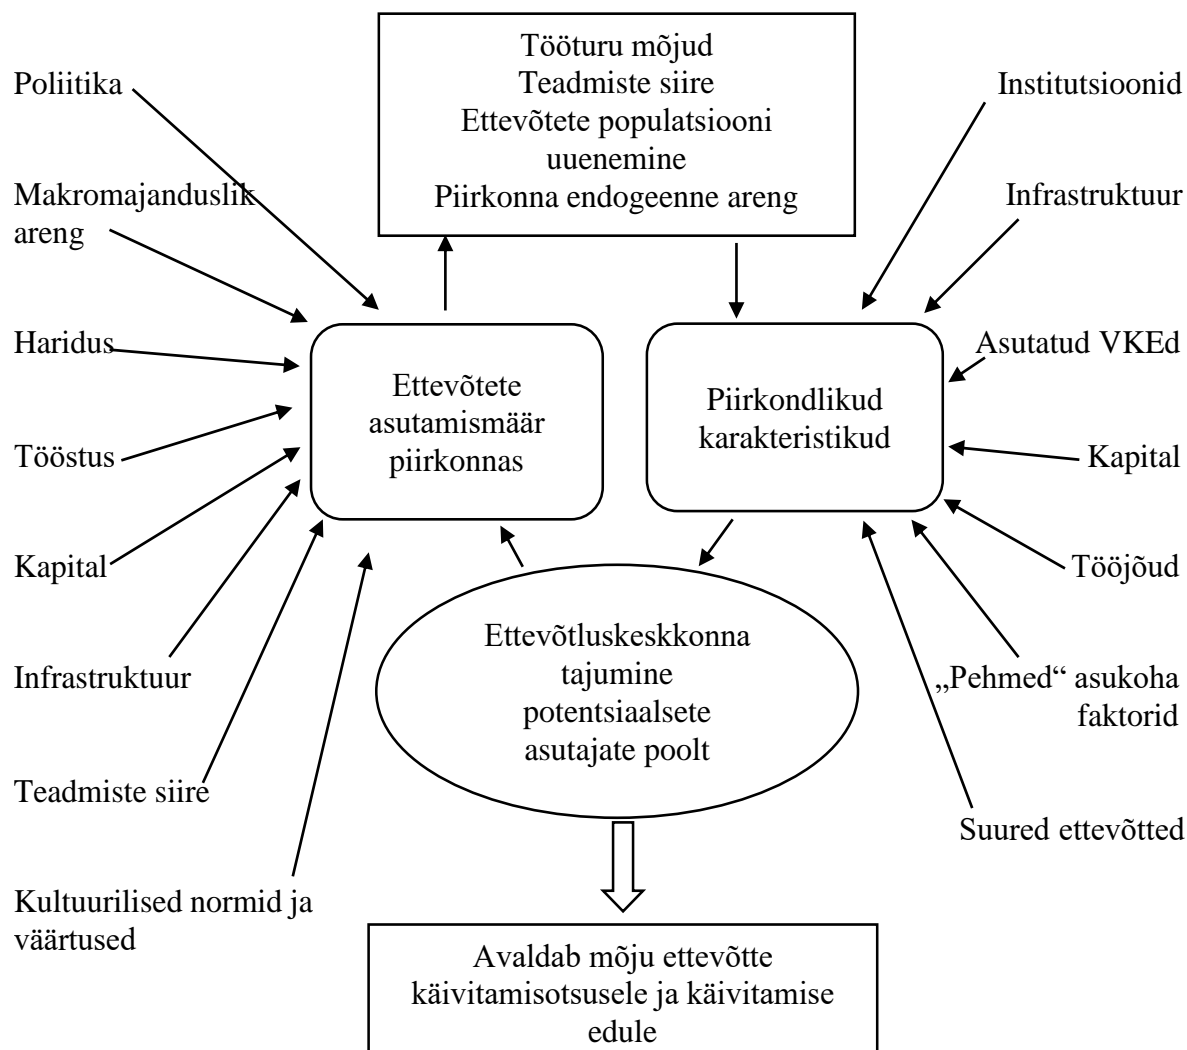 Tööturu mõjud
Teadmiste siire
Ettevõtete populatsiooni
uuenemine
Piirkonna endogeenne areng
Poliitika
Makromajanduslik
areng
Haridus
Tööstus
Kapital
Infrastruktuur
Teadmiste siire
Kultuurilised normid ja
väärtused
Ettevõtete
asutamismäär
piirkonnas
Piirkondlikud
karakteristikud
Institutsioonid
Infrastruktuur
Asutatud VKEd
Kapital
Tööjõud
„Pehmed“ asukoha
faktorid
Suured ettevõtted
Ettevõtluskeskkonna
tajumine
potentsiaalsete
asutajate poolt
Avaldab mõju ettevõtte
käivitamisotsusele ja käivitamise
edule